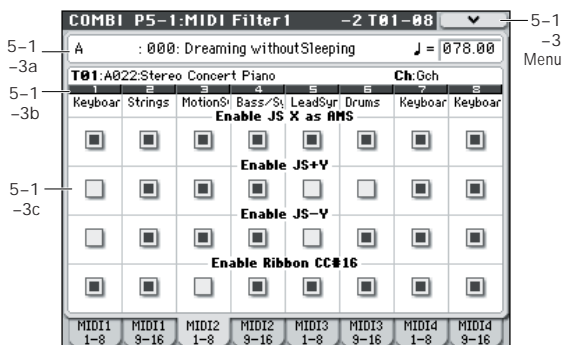 COMBI P5-1:MIDI Filter1 -2 T01-08
5-1
-3
Menu
5-1
-3a
A :000: Dreaming withoutSleeping ♩= 078.00
T01:A022:Stereo Concert Piano Ch:Gch
5-1
-3b
1 2 3 4 5 6 7 8
Keyboar Strings MotionS Bass/Sy LeadSyr Drums Keyboar Keyboar
Enable JS X as AMS
Enable JS+Y
5-1
-3c
Enable JS-Y
Enable Ribbon CC#16
MIDI1 MIDI1 MIDI2 MIDI2 MIDI3 MIDI3 MIDI4 MIDI4
1-8 9-16 1-8 9-16 1-8 9-16 1-8 9-16